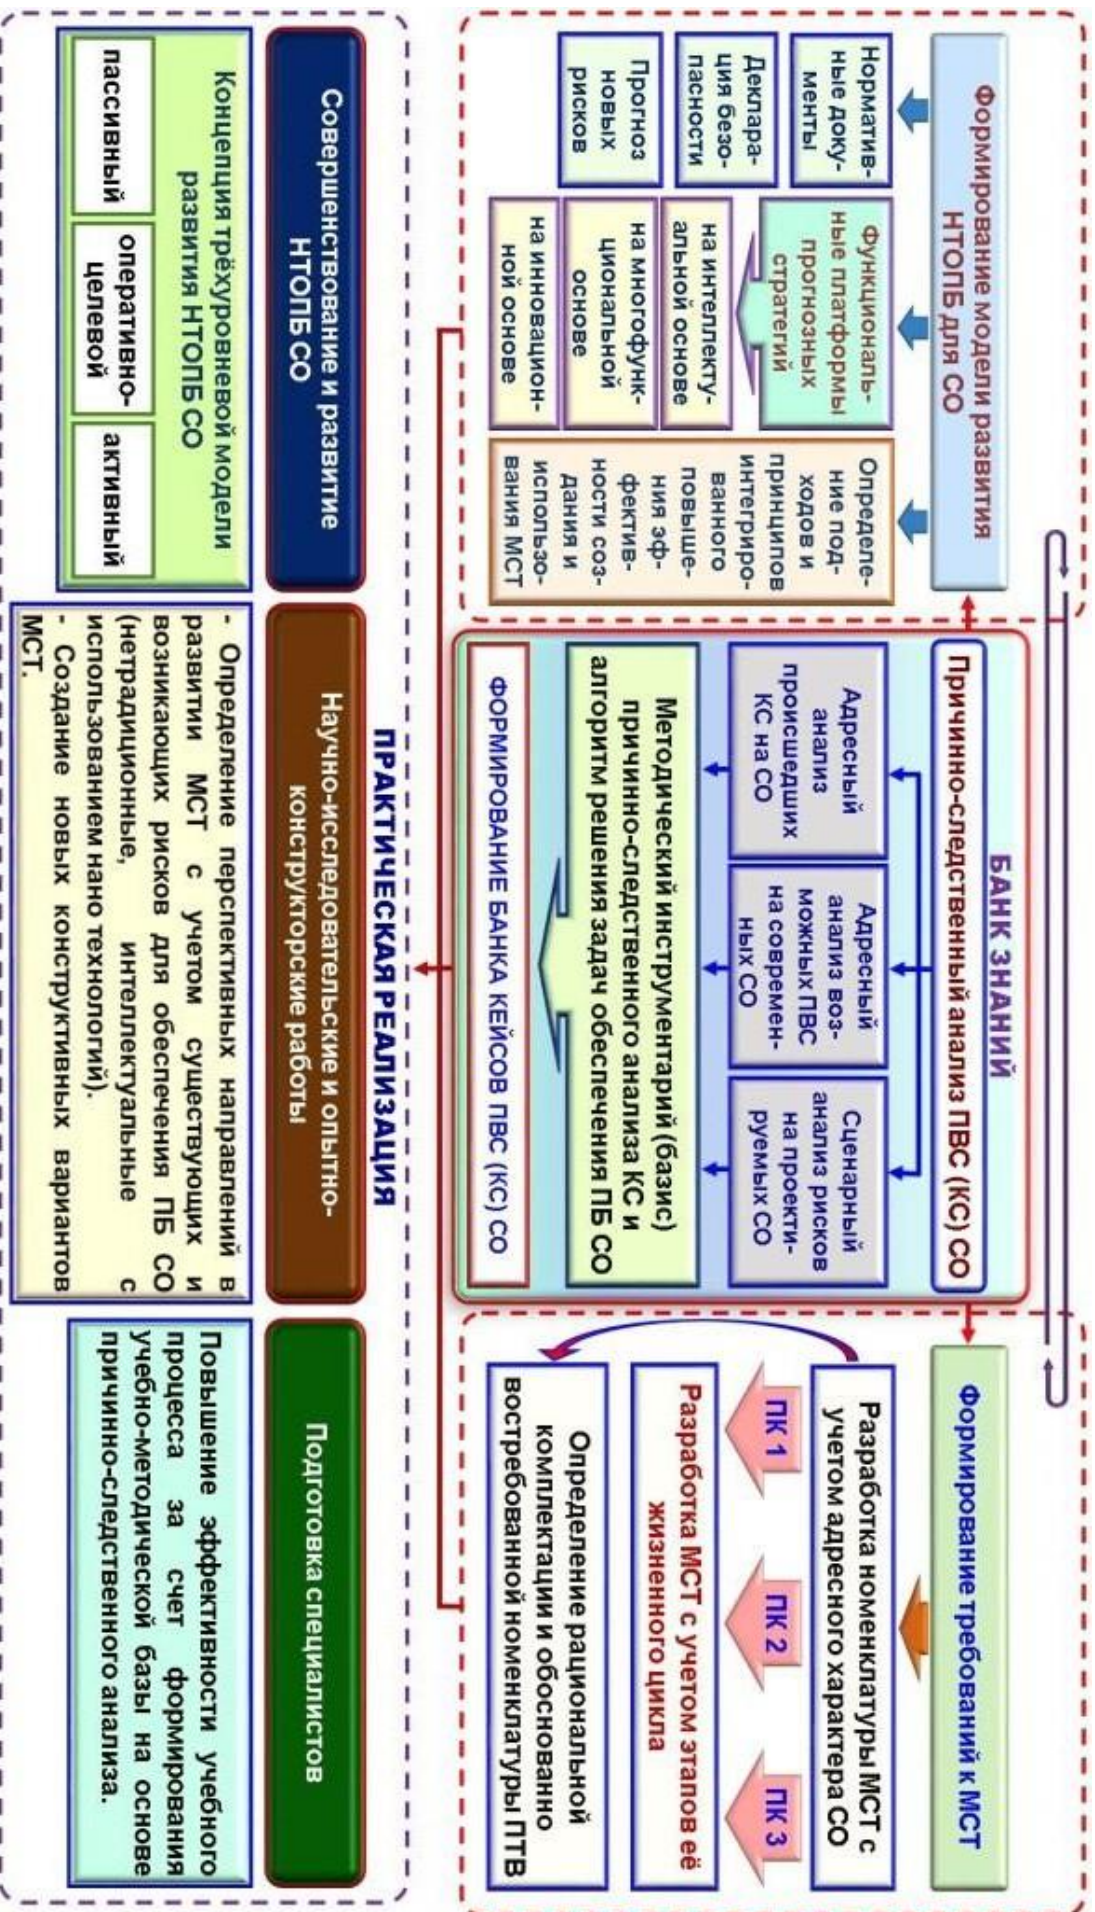 Формирование модели развития
НТОПБ для СО
Норматив-
ные доку-
менты
Деклара-
ция безо-
пасности
Прогноз
новых
рисков
Функциональ-
ные платформы
прогнозных
стратегий
на интеллекту-
альной основе
на многофунк-
циональной
основе
на инновацион-
ной основе
Определе-
ние под-
ходов и
принципов
интегриро-
ванного
повыше-
ния эф-
фектив-
ности соз-
дания и
использо-
вания МСТ
БАНК ЗНАНИЙ
Причинно-следственный анализ ПВС (КС) СО
Адресный
анализ
происшедших
КС на СО
Адресный
анализ воз-
можных ПВС
на современ-
ных СО
Сценарный
анализ рисков
на проекти-
руемых СО
Методический инструментарий (базис)
причинно-следственного анализа КС и
алгоритм решения задач обеспечения ПБ СО
ФОРМИРОВАНИЕ БАНКА КЕЙСОВ ПВС (КС) СО
Формирование требований к МСТ
Разработка номенклатуры МСТ с
учетом адресного характера СО
ПК 1
ПК 2
ПК 3
Разработка МСТ с учетом этапов её
жизненного цикла
Определение рациональной
комплектации и обоснованно
востребованной номенклатуры ПТВ
ПРАКТИЧЕСКАЯ РЕАЛИЗАЦИЯ
Совершенствование и развитие
НТОПБ СО
Концепция трёхуровневой модели
развития НТОПБ СО
пассивный
оперативно-
целевой
активный
Научно-исследовательские и опытно-
конструкторские работы
- Определение перспективных направлений в
развитии МСТ с учетом существующих и
возникающих рисков для обеспечения ПБ СО
(нетрадиционные, интеллектуальные с
использованием нано технологий).
- Создание новых конструктивных вариантов
МСТ.
Подготовка специалистов
Повышение эффективности учебного
процесса за счет формирования
учебно-методической базы на основе
причинно-следственного анализа.